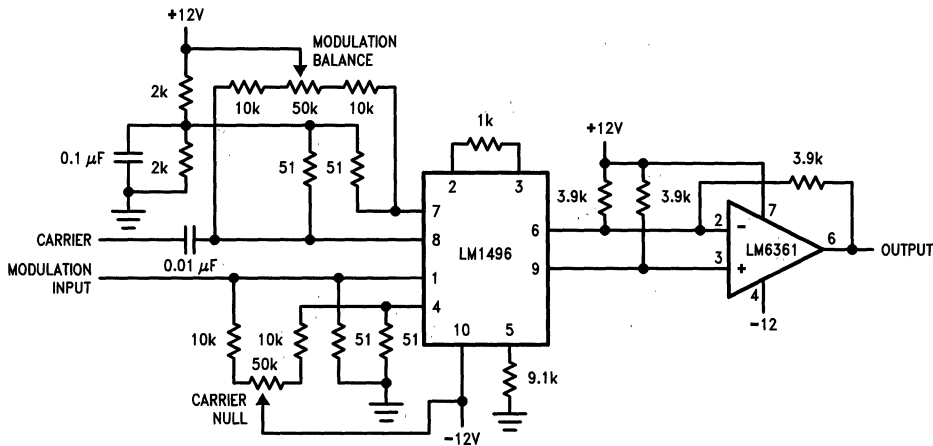 +12V
MODULATION
BALANCE
2k
10k
50k
10k
0.1 μF
2k
51
51
1k
2
3
7
8
1
4
10
5
6
9
LM1496
CARRIER
0.01 μF
MODULATION
INPUT
10k
50k
10k
51
51
CARRIER
NULL
-12V
9.1k
+12V
3.9k
3.9k
3.9k
2
3
7
6
4
-
+
LM6361
-12
OUTPUT